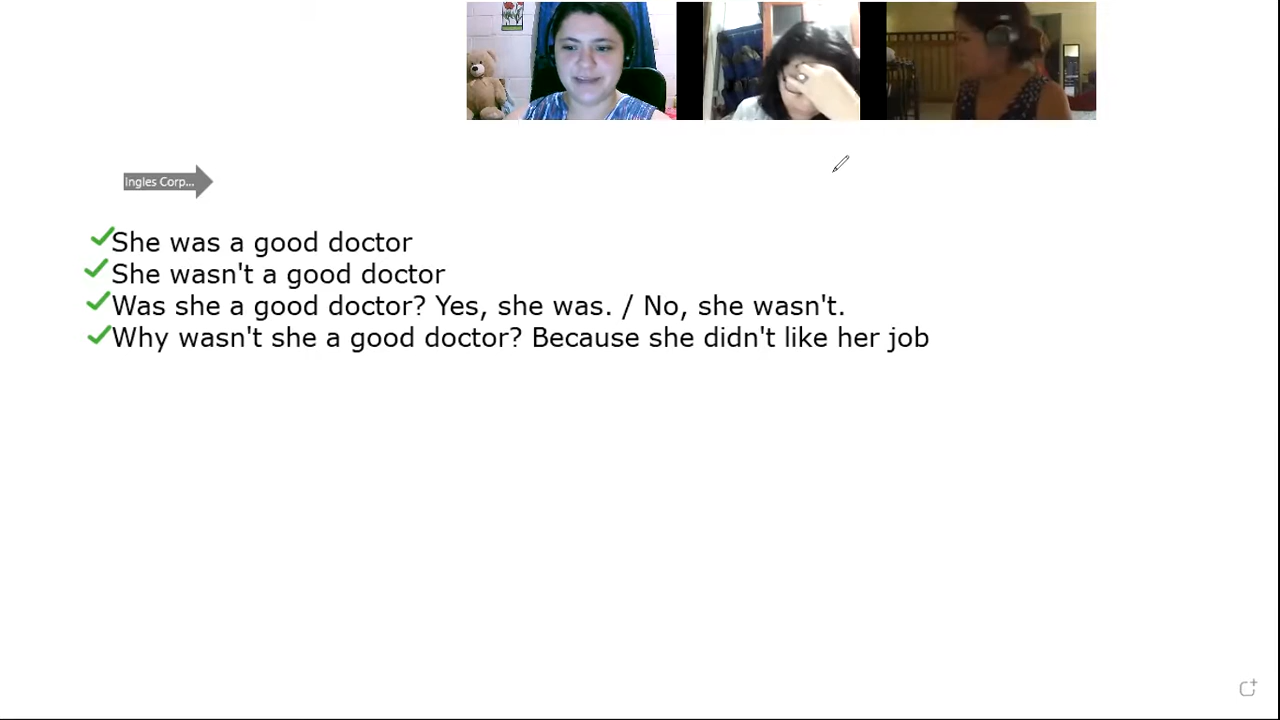 ingles Corp...
She was a good doctor
She wasn't a good doctor
Was she a good doctor? Yes, she was. / No, she wasn't.
Why wasn't she a good doctor? Because she didn't like her job